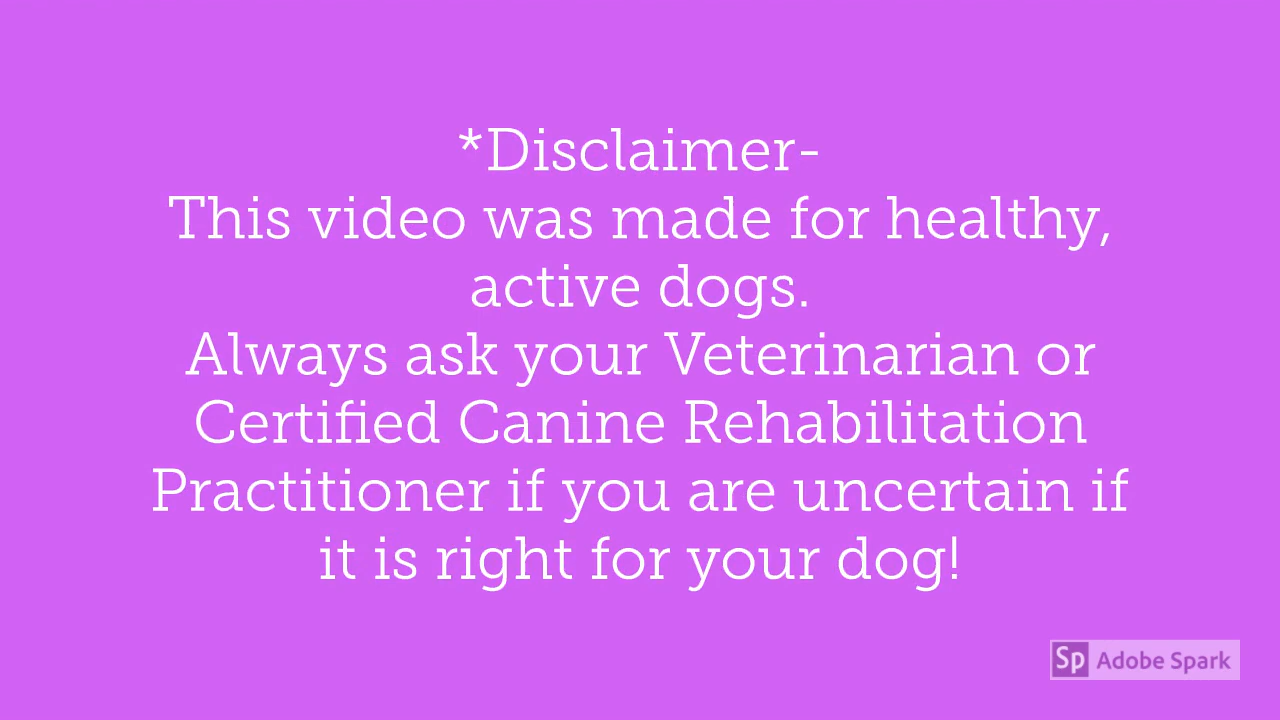 *Disclaimer-
This video was made for healthy,
active dogs.
Always ask your Veterinarian or
Certified Canine Rehabilitation
Practitioner if you are uncertain if
it is right for your dog!
Sp Adobe Spark